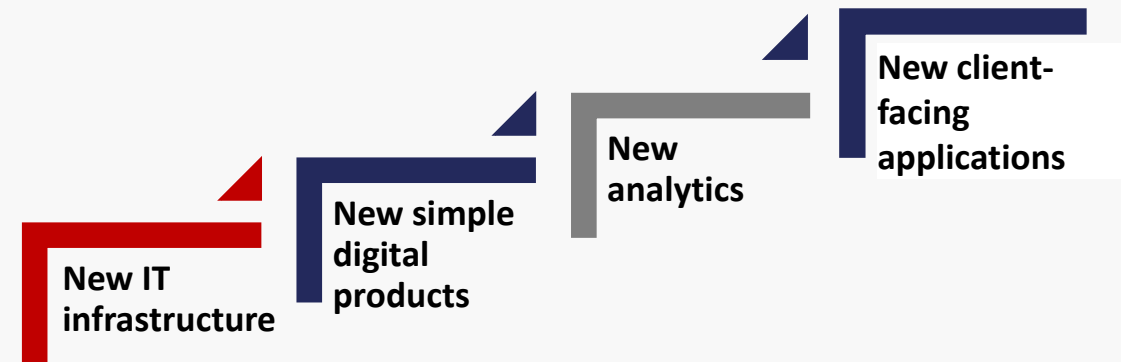 New IT
infrastructure
New simple
digital
products
New
analytics
New client-
facing
applications